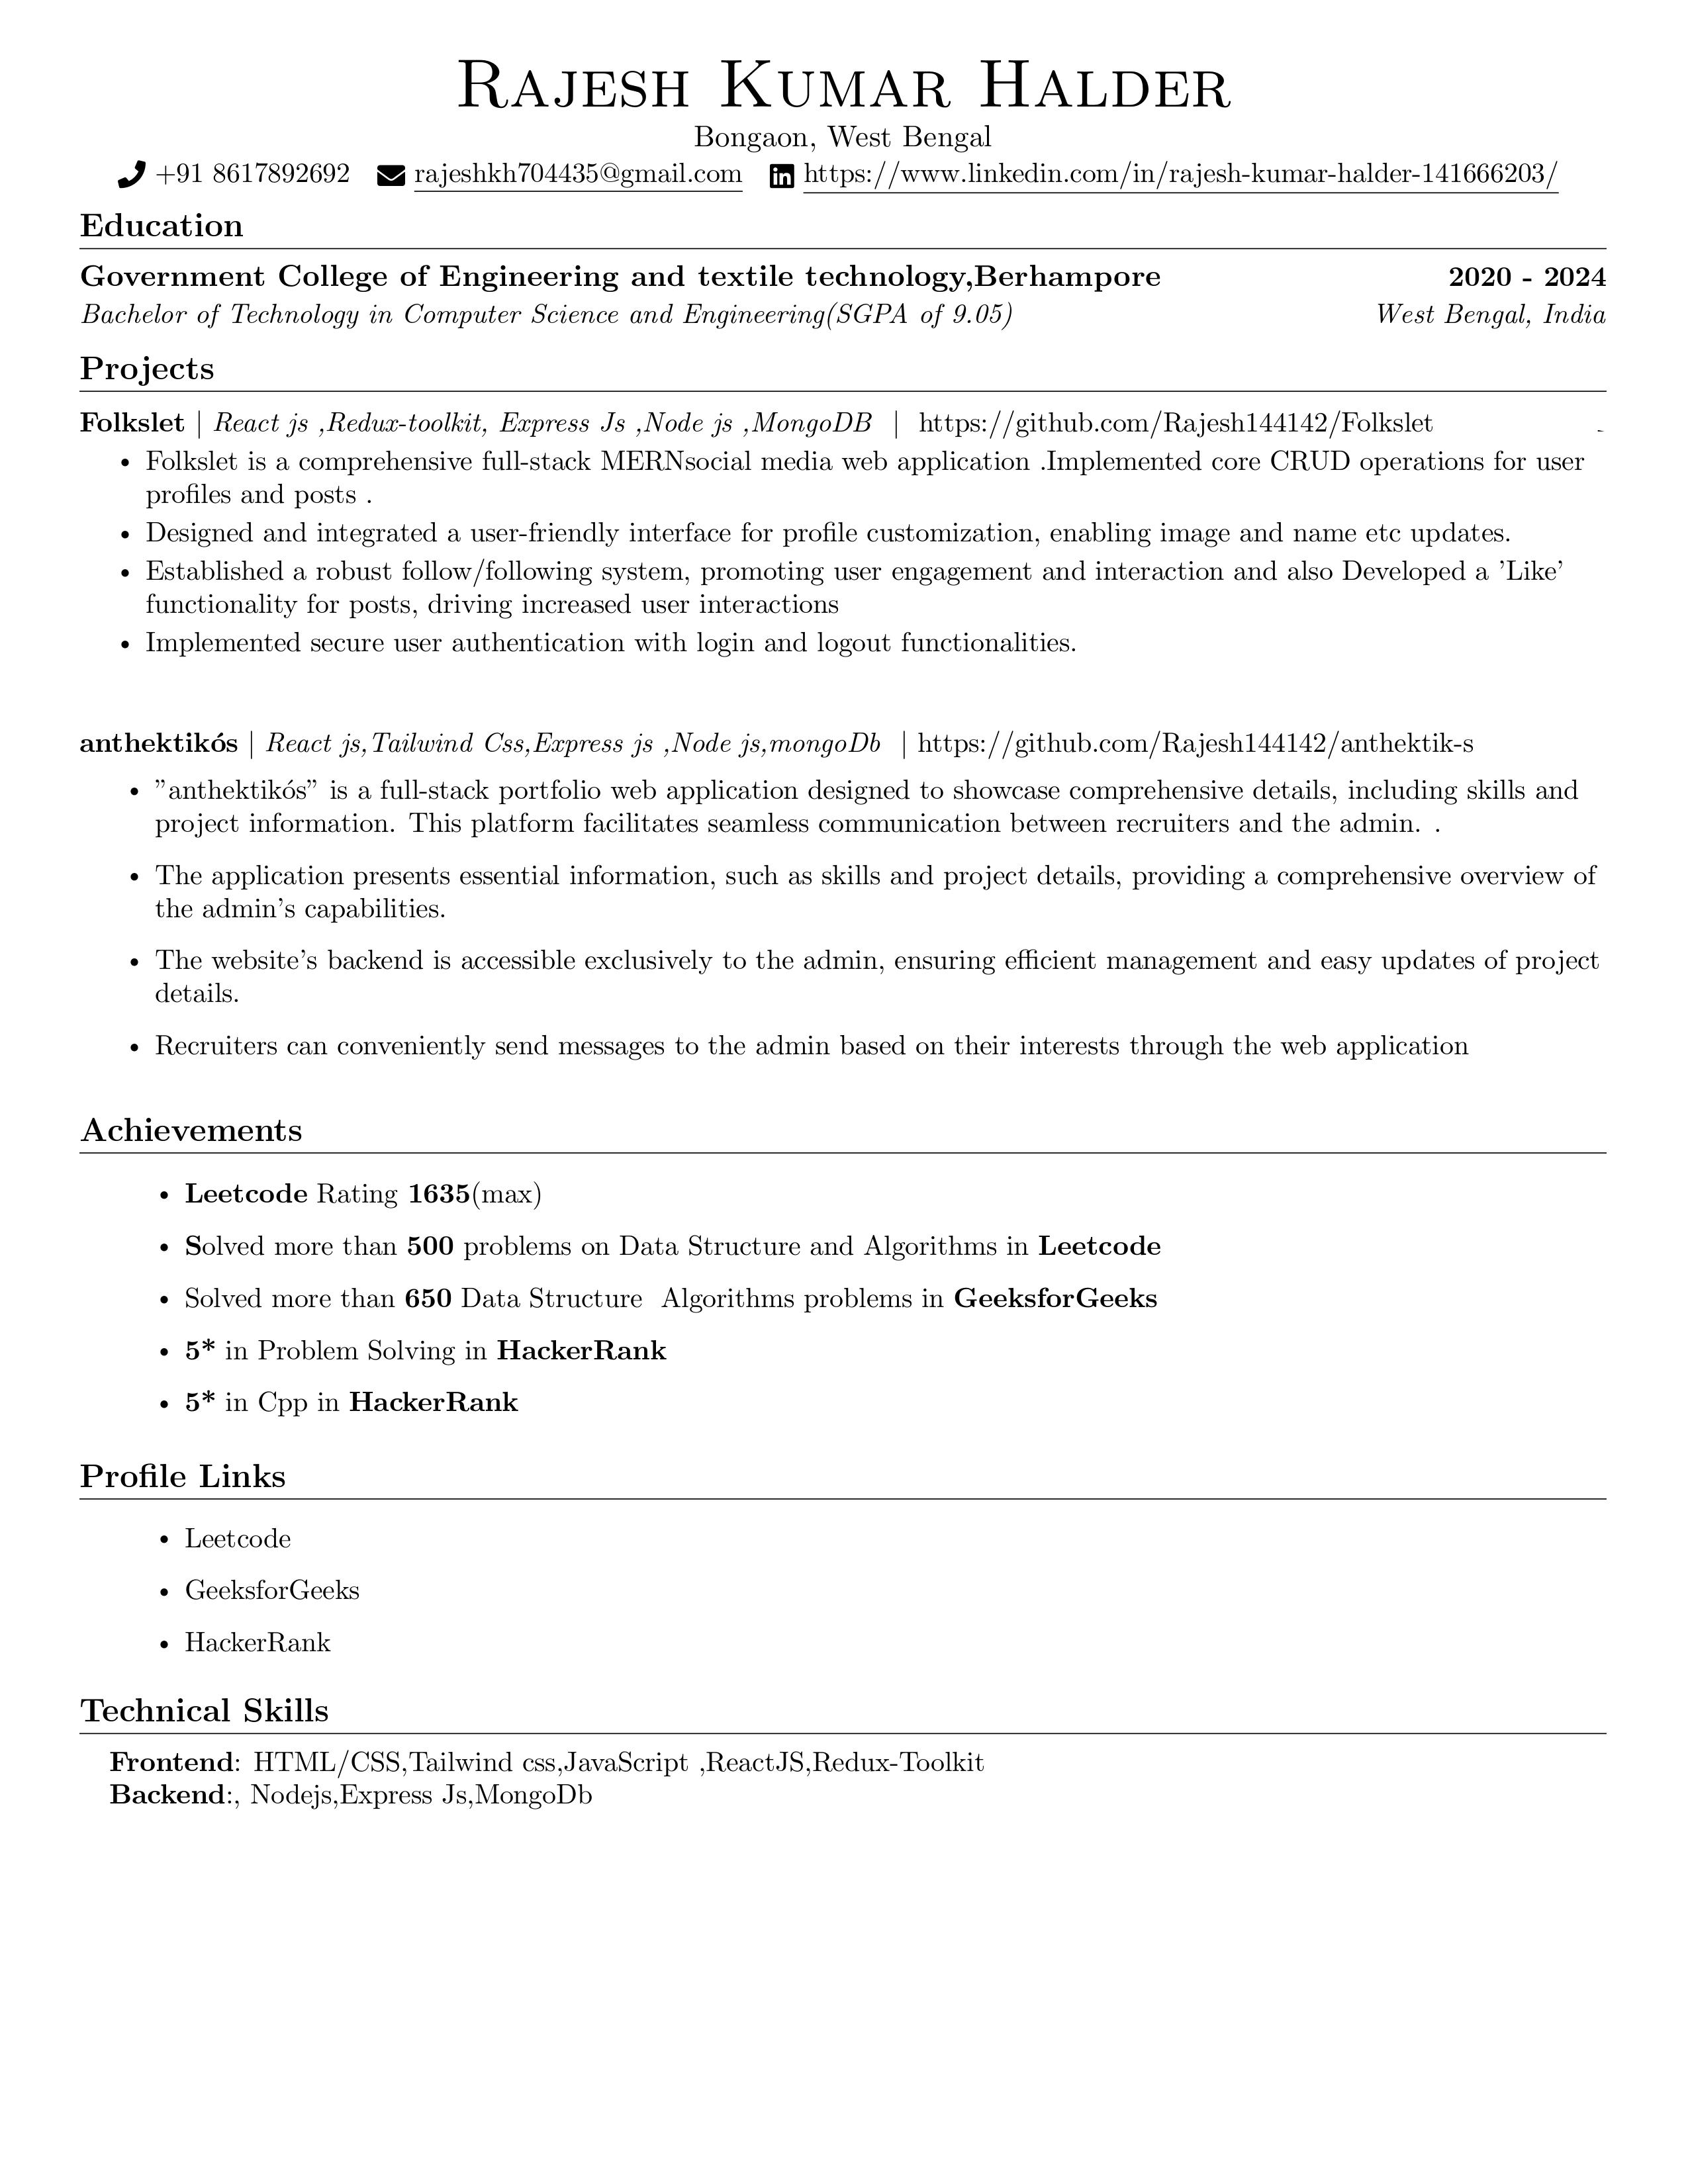 Rajesh Kumar Halder
Bongaon, West Bengal
+91 8617892692 rajeshkh704435@gmail.com https://www.linkedin.com/in/rajesh-kumar-halder-141666203/
Education
Government College of Engineering and textile technology,Berhampore 2020 - 2024
Bachelor of Technology in Computer Science and Engineering(SGPA of 9.05) West Bengal, India
Projects
Folkslet | React js ,Redux-toolkit, Express Js ,Node js ,MongoDB | https://github.com/Rajesh144142/Folkslet
• Folkslet is a comprehensive full-stack MERNsocial media web application .Implemented core CRUD operations for user
profiles and posts .
• Designed and integrated a user-friendly interface for profile customization, enabling image and name etc updates.
• Established a robust follow/following system, promoting user engagement and interaction and also Developed a ’Like’
functionality for posts, driving increased user interactions
• Implemented secure user authentication with login and logout functionalities.
anthektikós | React js,Tailwind Css,Express js ,Node js,mongoDb | https://github.com/Rajesh144142/anthektik-s
• ”anthektikós” is a full-stack portfolio web application designed to showcase comprehensive details, including skills and
project information. This platform facilitates seamless communication between recruiters and the admin. .
• The application presents essential information, such as skills and project details, providing a comprehensive overview of
the admin’s capabilities.
• The website’s backend is accessible exclusively to the admin, ensuring efficient management and easy updates of project
details.
• Recruiters can conveniently send messages to the admin based on their interests through the web application
Achievements
• Leetcode Rating 1635(max)
• Solved more than 500 problems on Data Structure and Algorithms in Leetcode
• Solved more than 650 Data Structure Algorithms problems in GeeksforGeeks
• 5* in Problem Solving in HackerRank
• 5* in Cpp in HackerRank
Profile Links
• Leetcode
• GeeksforGeeks
• HackerRank
Technical Skills
Frontend: HTML/CSS,Tailwind css,JavaScript ,ReactJS,Redux-Toolkit
Backend:, Nodejs,Express Js,MongoDb